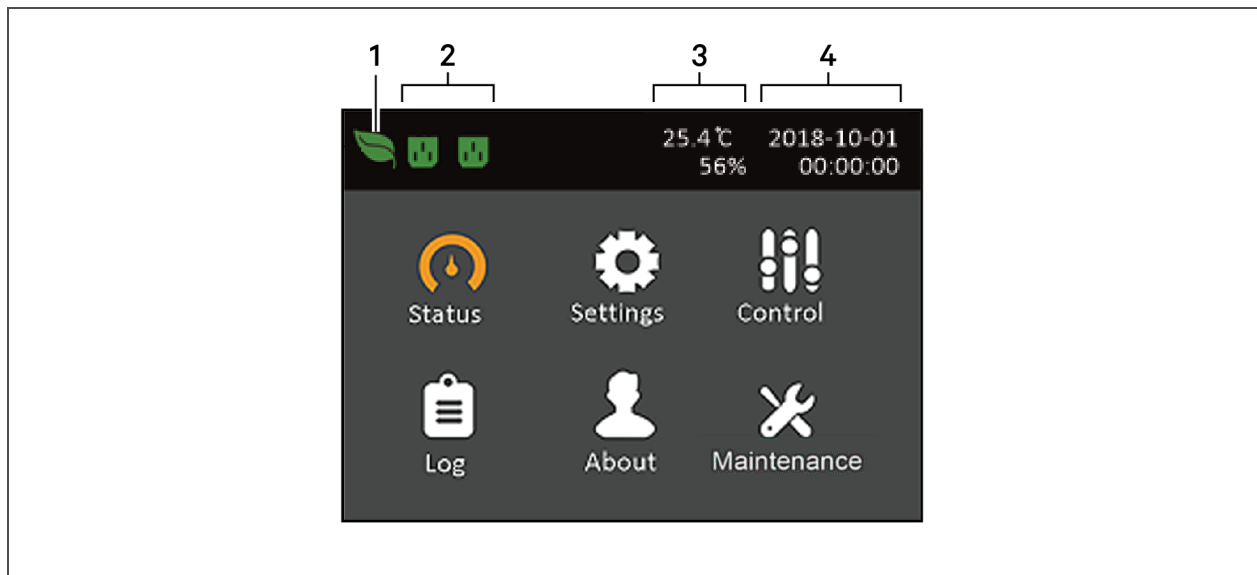 1 2 3 4
25.4℃ 2018-10-01
56% 00:00:00
Status Settings Control
Log About Maintenance